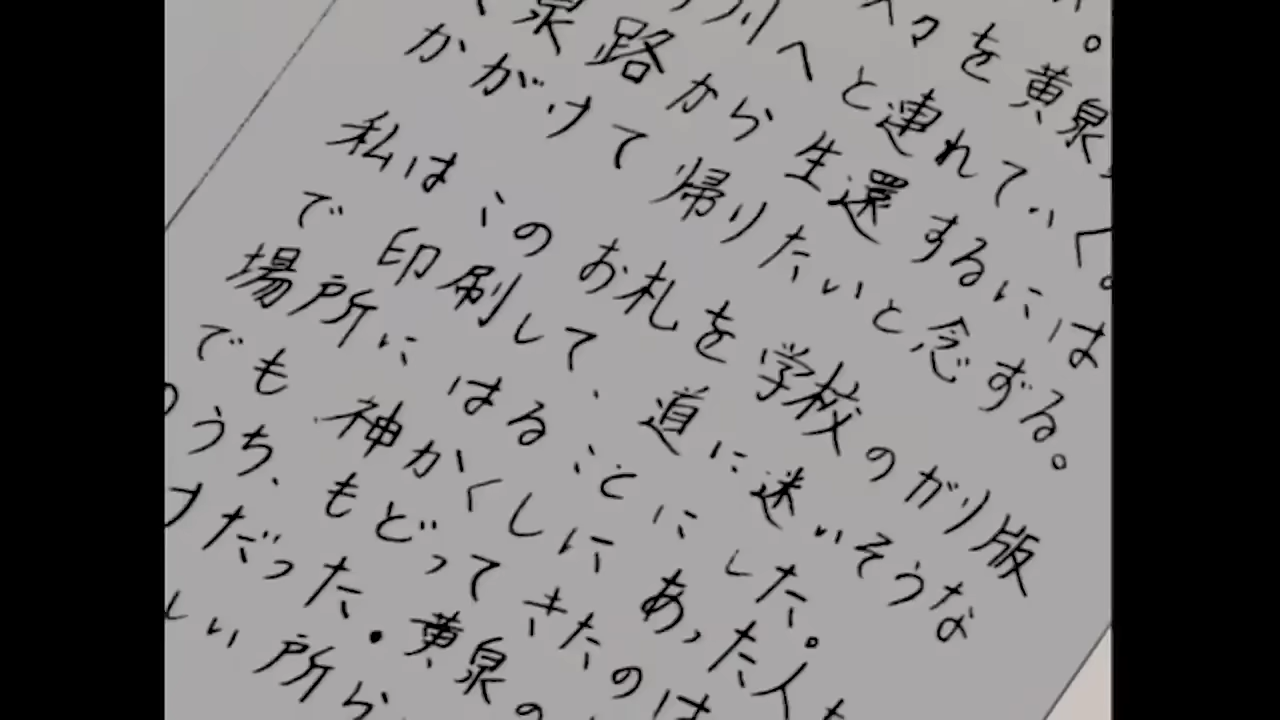 々を黄泉
川へと連れていく。
泉路から生還するには
かがけて帰りたいと念ずる。
私はこのお札を学校のガリ版
で印刷して、道に迷いそうな
場所にはることにした。
でも神かくしにあった人
うち、もどってきたのは
だった。黄泉の
しい所